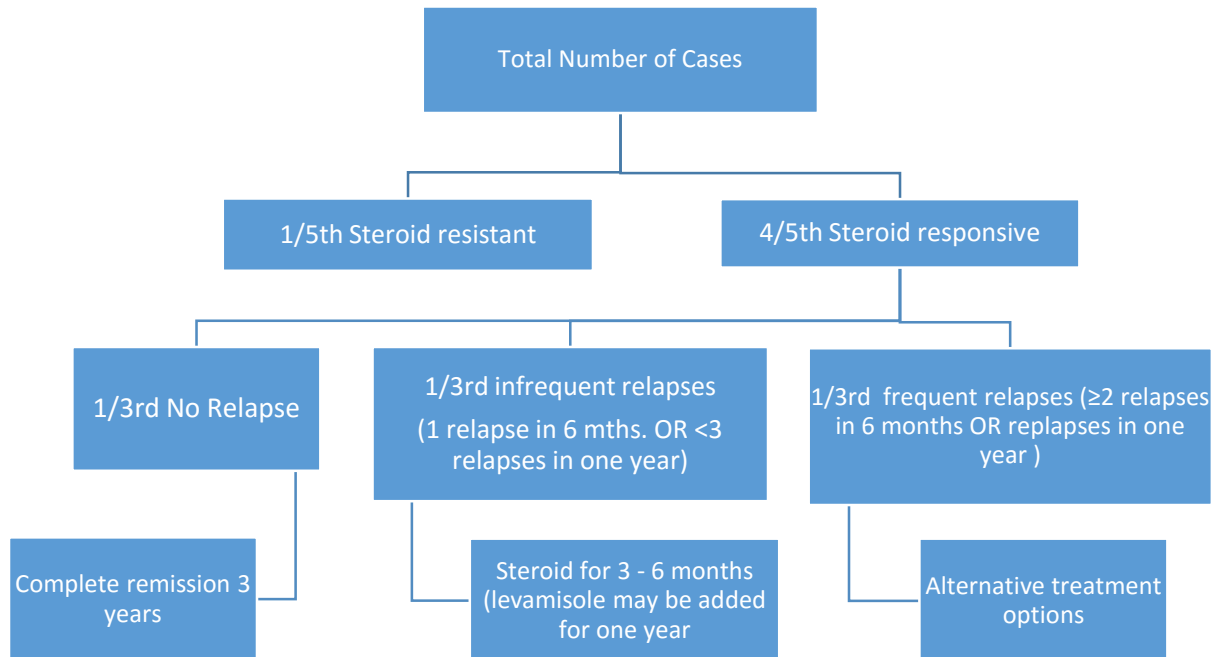 Total Number of Cases
1/5th Steroid resistant
4/5th Steroid responsive
1/3rd No Relapse
1/3rd infrequent relapses
(1 relapse in 6 mths. OR <3
relapses in one year)
1/3rd  frequent relapses (≥2 relapses
in 6 months OR replapses in one
year )
Complete remission 3
years
Steroid for 3 - 6 months
(levamisole may be added
for one year
Alternative treatment
options